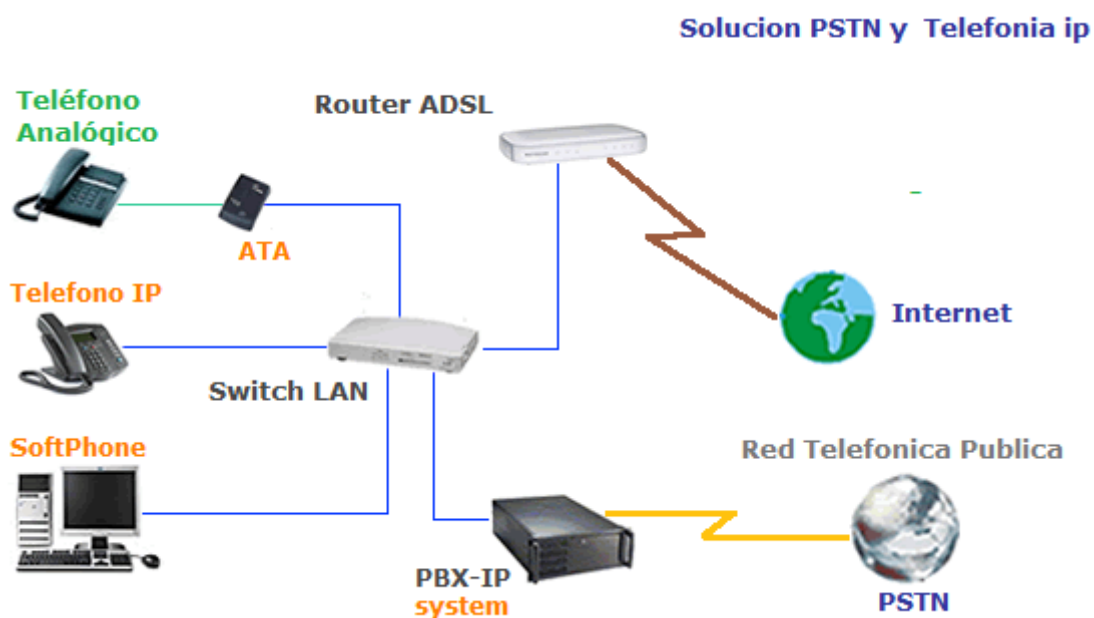 Solucion PSTN y Telefonia ip
Teléfono
Analógico
Router ADSL
ATA
Telefono IP
Internet
Switch LAN
SoftPhone
Red Telefonica Publica
PBX-IP
system
PSTN